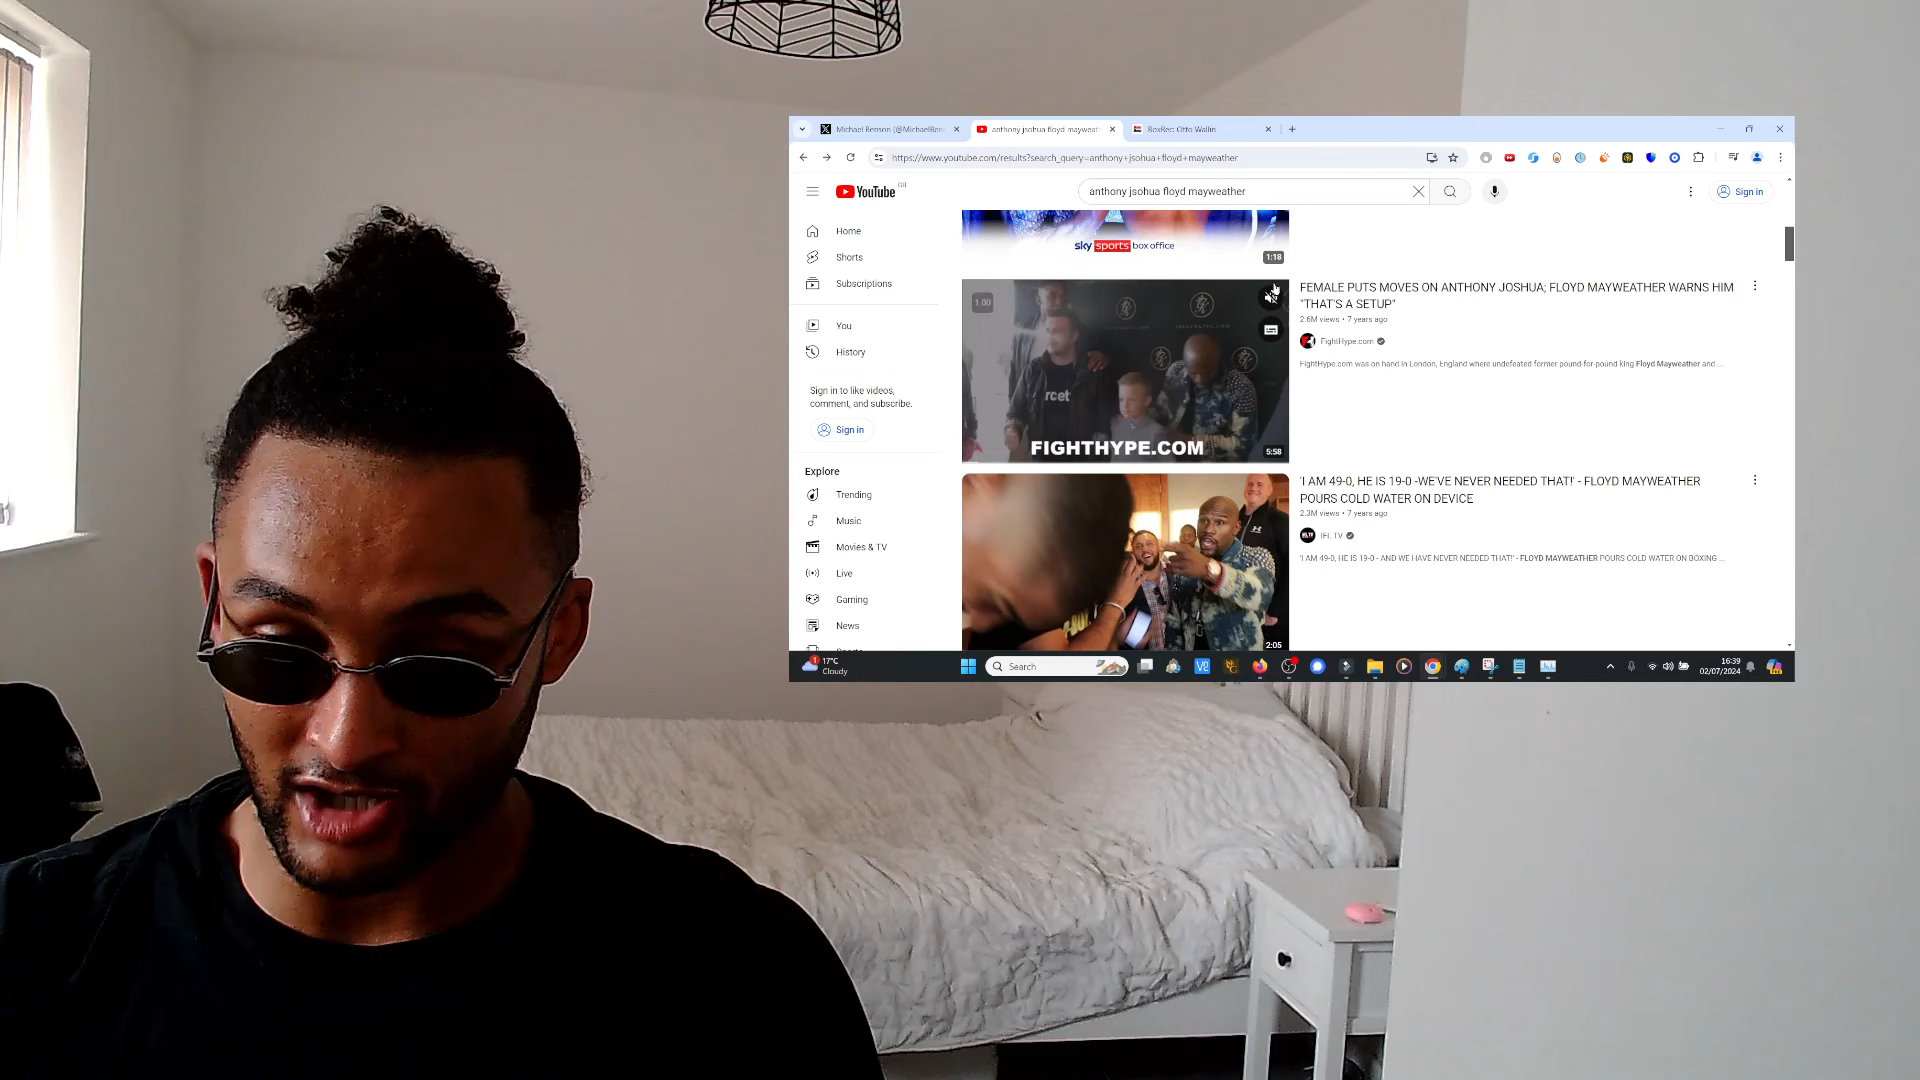 Michael Benson (@MichaelBen
anthony jsohua floyd mayweath
BoxRec: Otto Wallin
https://www.youtube.com/results?search_query=anthony+jsohua+floyd+mayweather
YouTube GB
anthony jsohua floyd mayweather
Sign in
Home
Shorts
Subscriptions
You
History
Sign in to like videos,
comment, and subscribe.
Sign in
Explore
Trending
Music
Movies & TV
Live
Gaming
News
sky sports box office
1:18
1.00
rcet
FIGHTHYPE.COM
5:58
FEMALE PUTS MOVES ON ANTHONY JOSHUA; FLOYD MAYWEATHER WARNS HIM
"THAT'S A SETUP"
2.6M views • 7 years ago
FightHype.com
FightHype.com was on hand in London, England where undefeated former pound-for-pound king Floyd Mayweather and ...
2:05
'I AM 49-0, HE IS 19-0 -WE'VE NEVER NEEDED THAT!' - FLOYD MAYWEATHER
POURS COLD WATER ON DEVICE
2.3M views • 7 years ago
IFL TV
'I AM 49-0, HE IS 19-0 - AND WE HAVE NEVER NEEDED THAT!' - FLOYD MAYWEATHER POURS COLD WATER ON BOXING ...
1
17°C
Cloudy
Search
16:39
02/07/2024